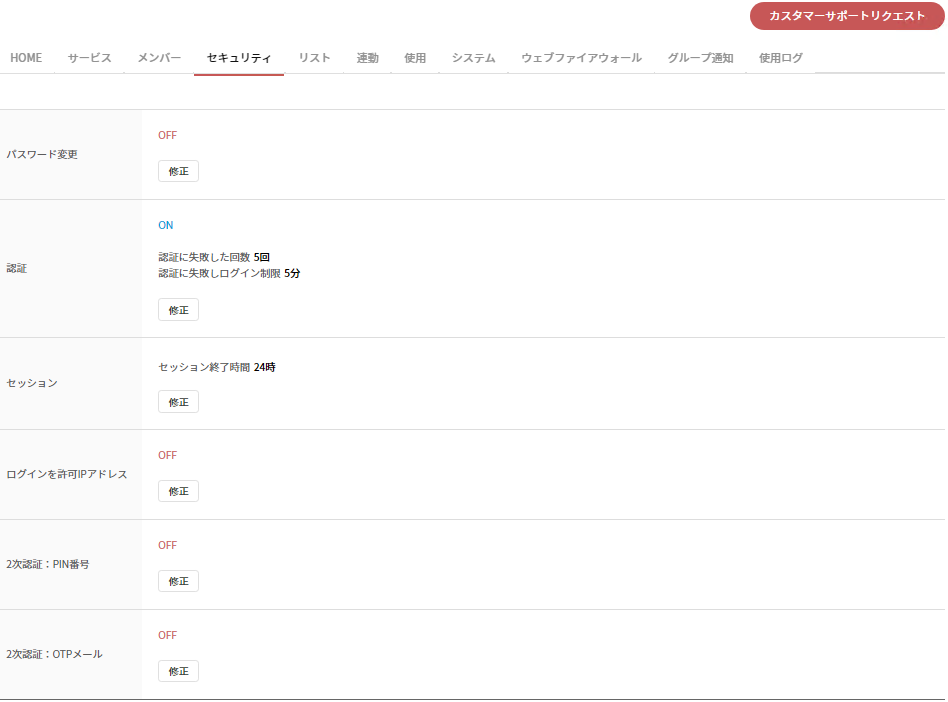 カスタマーサポートリクエスト
HOME サービス メンバー セキュリティ リスト 連動 使用 システム ウェブファイアウォール グループ通知 使用ログ
パスワード変更
OFF
修正
認証
ON
認証に失敗した回数 5回
認証に失敗しログイン制限 5分
修正
セッション
セッション終了時間 24時
修正
ログインを許可IPアドレス
OFF
修正
2次認証：PIN番号
OFF
修正
2次認証：OTPメール
OFF
修正